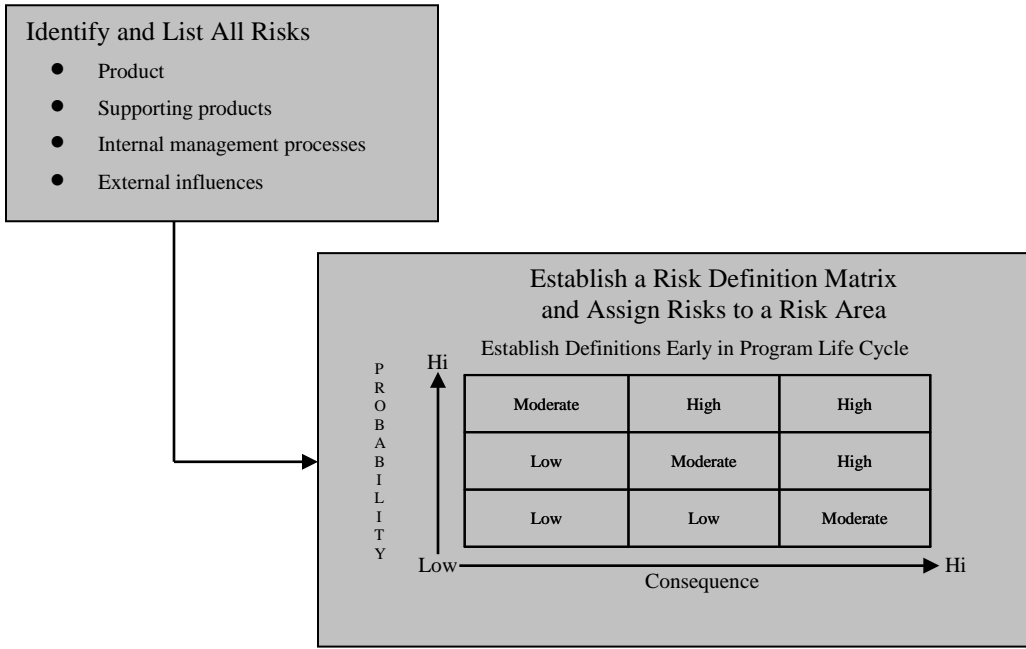 Identify and List All Risks
● Product
● Supporting products
● Internal management processes
● External influences
Establish a Risk Definition Matrix
and Assign Risks to a Risk Area
Establish Definitions Early in Program Life Cycle
PROBABILITY
Hi
Moderate High High
Low Moderate High
Low Low Moderate
Low
Hi
Consequence